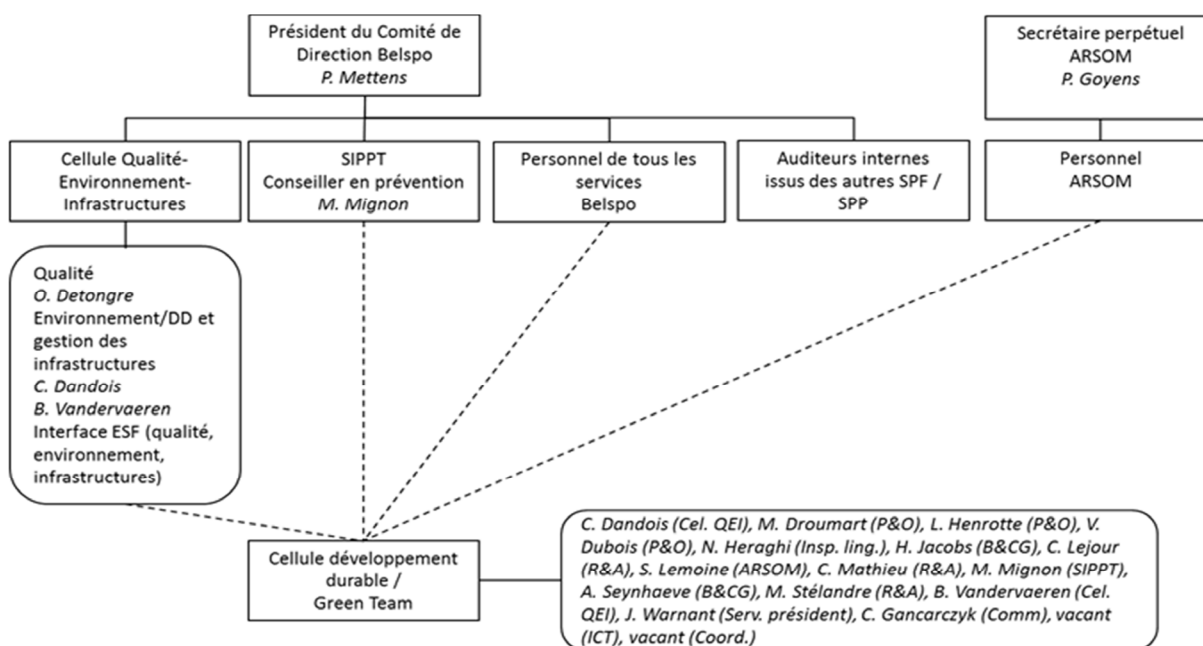 Président du Comité de
Direction Belspo
P. Mettens
Secrétaire perpétuel
ARSOM
P. Goyens
Cellule Qualité-
Environnement-
Infrastructures
SIPPT
Conseiller en prévention
M. Mignon
Personnel de tous les
services
Belspo
Auditeurs internes
issus des autres SPF /
SPP
Personnel
ARSOM
Qualité
O. Detongre
Environnement/DD et
gestion des
infrastructures
C. Dandois
B. Vandervaeren
Interface ESF (qualité,
environnement,
infrastructures)
Cellule développement
durable /
Green Team
C. Dandois (Cel. QEI), M. Droumart (P&O), L. Henrotte (P&O), V.
Dubois (P&O), N. Heraghi (Insp. ling.), H. Jacobs (B&CG), C. Lejour
(R&A), S. Lemoine (ARSOM), C. Mathieu (R&A), M. Mignon (SIPPT),
A. Seynhaeve (B&CG), M. Stélandre (R&A), B. Vandervaeren (Cel.
QEI), J. Warnant (Serv. président), C. Gancarczyk (Comm), vacant
(ICT), vacant (Coord.)